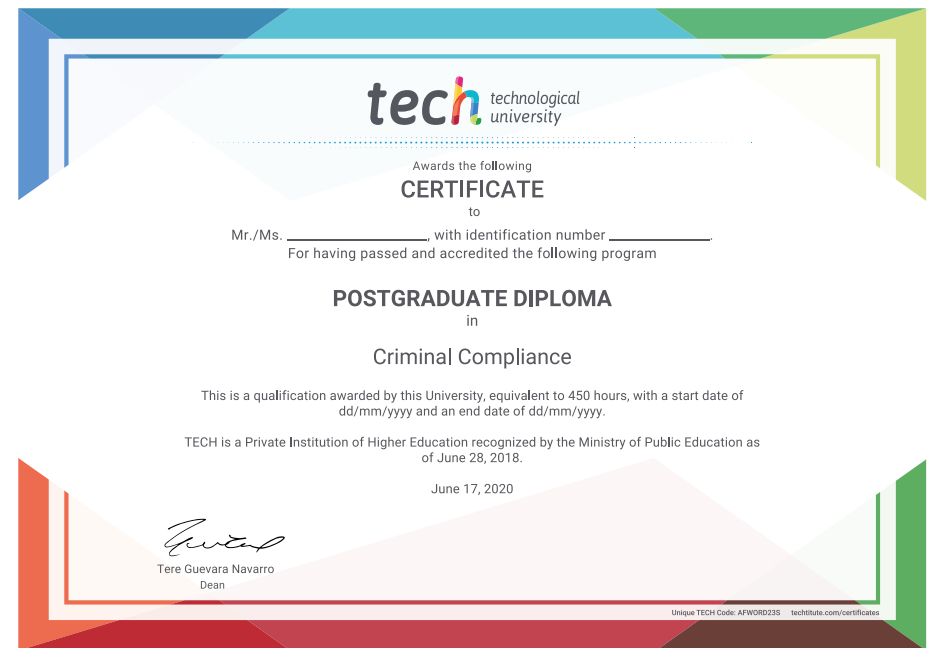 tech technological
university
Awards the following
CERTIFICATE
to
Mr./Ms. ____________, with identification number ____________.
For having passed and accredited the following program
POSTGRADUATE DIPLOMA
in
Criminal Compliance
This is a qualification awarded by this University, equivalent to 450 hours, with a start date of
dd/mm/yyyy and an end date of dd/mm/yyyy.
TECH is a Private Institution of Higher Education recognized by the Ministry of Public Education as
of June 28, 2018.
June 17, 2020
Tere Guevara Navarro
Dean
Unique TECH Code: AFWORD23S techtitute.com/certificates